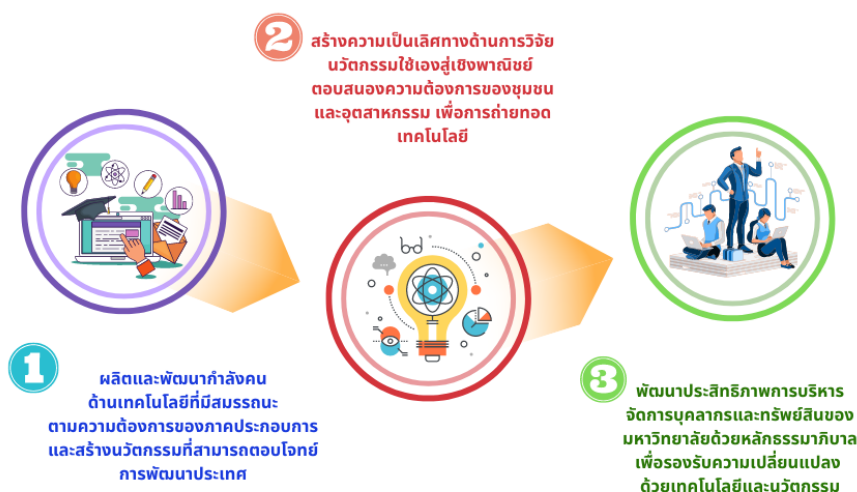 1
ผลิตและพัฒนากำลังคน
ด้านเทคโนโลยีที่มีสมรรถนะ
ตามความต้องการของภาคประกอบการ
และสร้างนวัตกรรมที่สามารถตอบโจทย์
การพัฒนาประเทศ
2
สร้างความเป็นเลิศทางด้านการวิจัย
นวัตกรรมใช้เองสู่เชิงพาณิชย์
ตอบสนองความต้องการของชุมชน
และอุตสาหกรรม เพื่อการถ่ายทอด
เทคโนโลยี
3
พัฒนาประสิทธิภาพการบริหาร
จัดการบุคลากรและทรัพย์สินของ
มหาวิทยาลัยด้วยหลักธรรมาภิบาล
เพื่อรองรับความเปลี่ยนแปลง
ด้วยเทคโนโลยีและนวัตกรรม